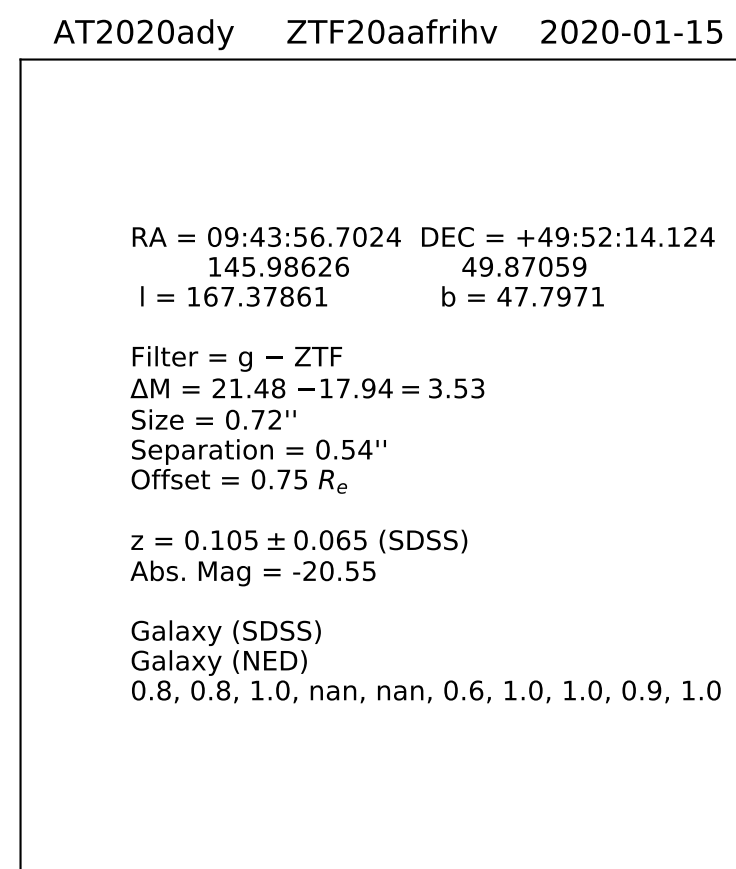 AT2020ady ZTF20aafrihv 2020-01-15
RA = 09:43:56.7024 DEC = +49:52:14.124
145.98626 49.87059
l = 167.37861 b = 47.7971
Filter = g − ZTF
ΔM = 21.48 −17.94 = 3.53
Size = 0.72''
Separation = 0.54''
Offset = 0.75 Rₑ
z = 0.105 ± 0.065 (SDSS)
Abs. Mag = -20.55
Galaxy (SDSS)
Galaxy (NED)
0.8, 0.8, 1.0, nan, nan, 0.6, 1.0, 1.0, 0.9, 1.0